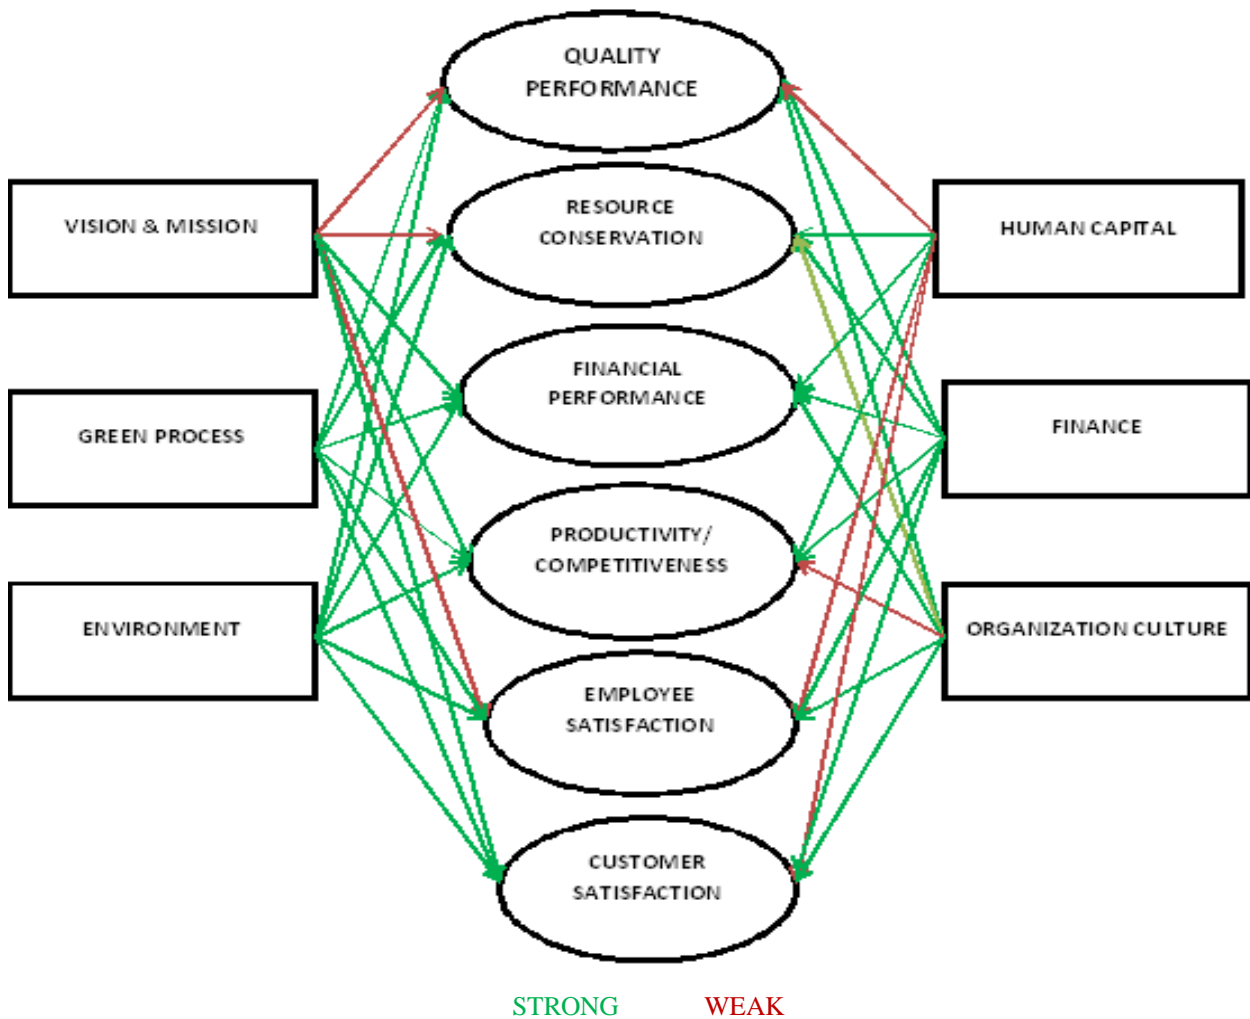 QUALITY
PERFORMANCE
RESOURCE
CONSERVATION
VISION & MISSION
HUMAN CAPITAL
FINANCIAL
PERFORMANCE
GREEN PROCESS
FINANCE
PRODUCTIVITY/
COMPETITIVENESS
ENVIRONMENT
ORGANIZATION CULTURE
EMPLOYEE
SATISFACTION
CUSTOMER
SATISFACTION
STRONG WEAK